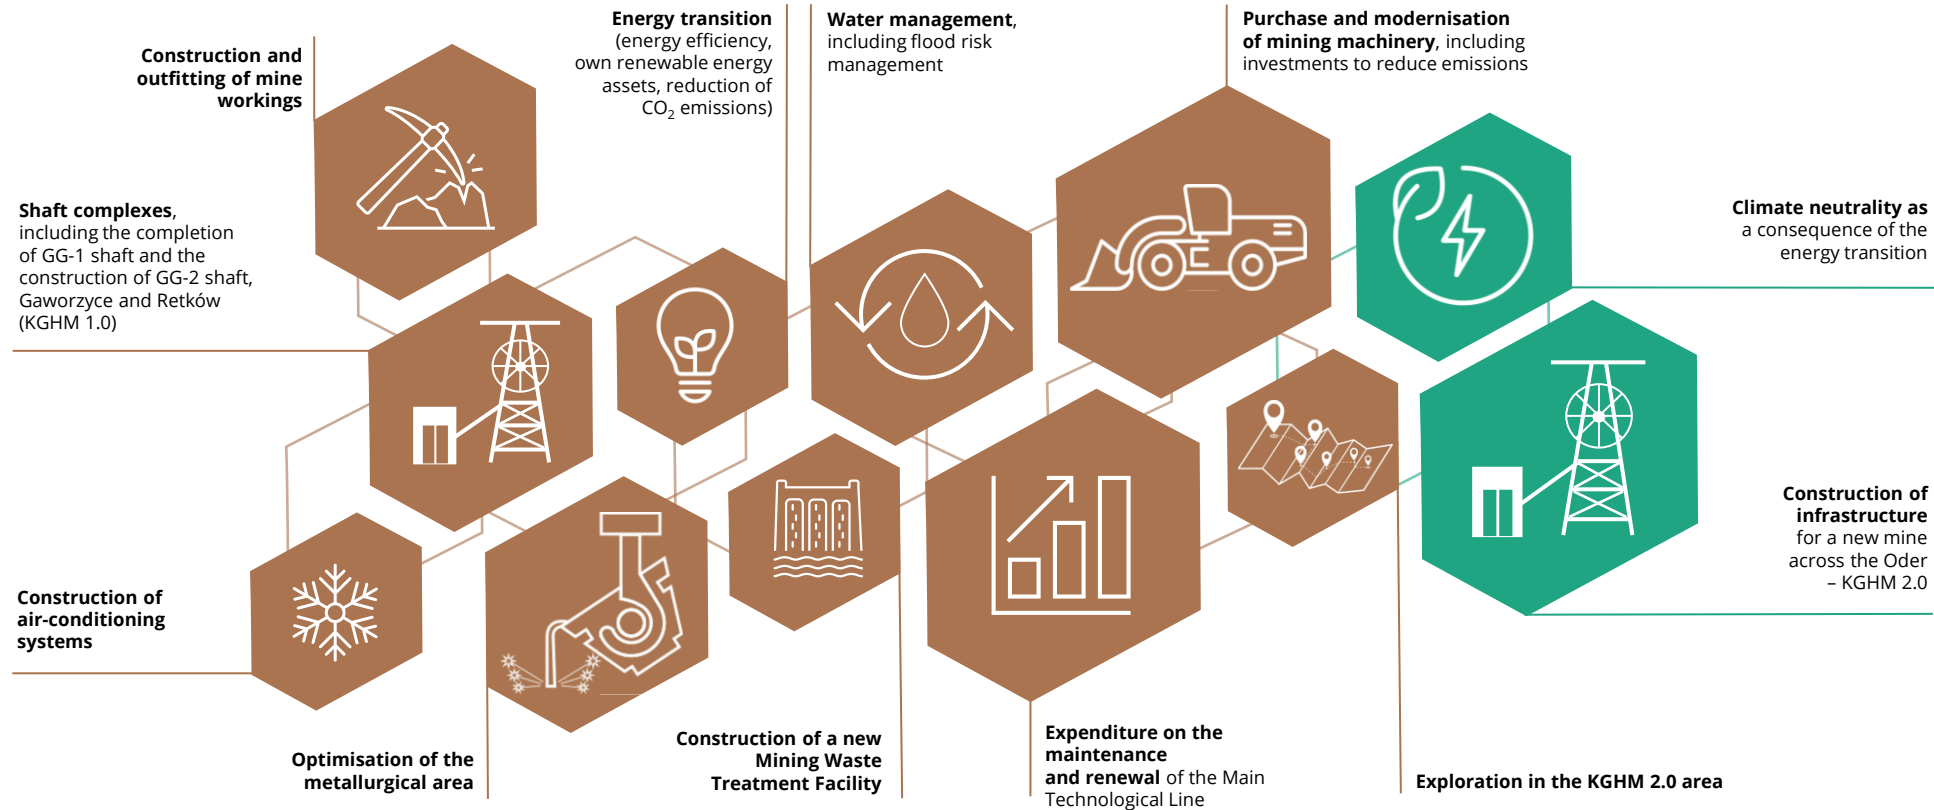 Construction and
outfitting of mine
workings
Energy transition
(energy efficiency,
own renewable energy
assets, reduction of
CO₂ emissions)
Water management,
including flood risk
management
Purchase and modernisation
of mining machinery, including
investments to reduce emissions
Shaft complexes,
including the completion
of GG-1 shaft and the
construction of GG-2 shaft,
Gaworzyce and Retków
(KGHM 1.0)
Climate neutrality as
a consequence of the
energy transition
Construction of
infrastructure
for a new mine
across the Oder
– KGHM 2.0
Construction of
air-conditioning
systems
Optimisation of the
metallurgical area
Construction of a new
Mining Waste
Treatment Facility
Expenditure on the
maintenance
and renewal of the Main
Technological Line
Exploration in the KGHM 2.0 area